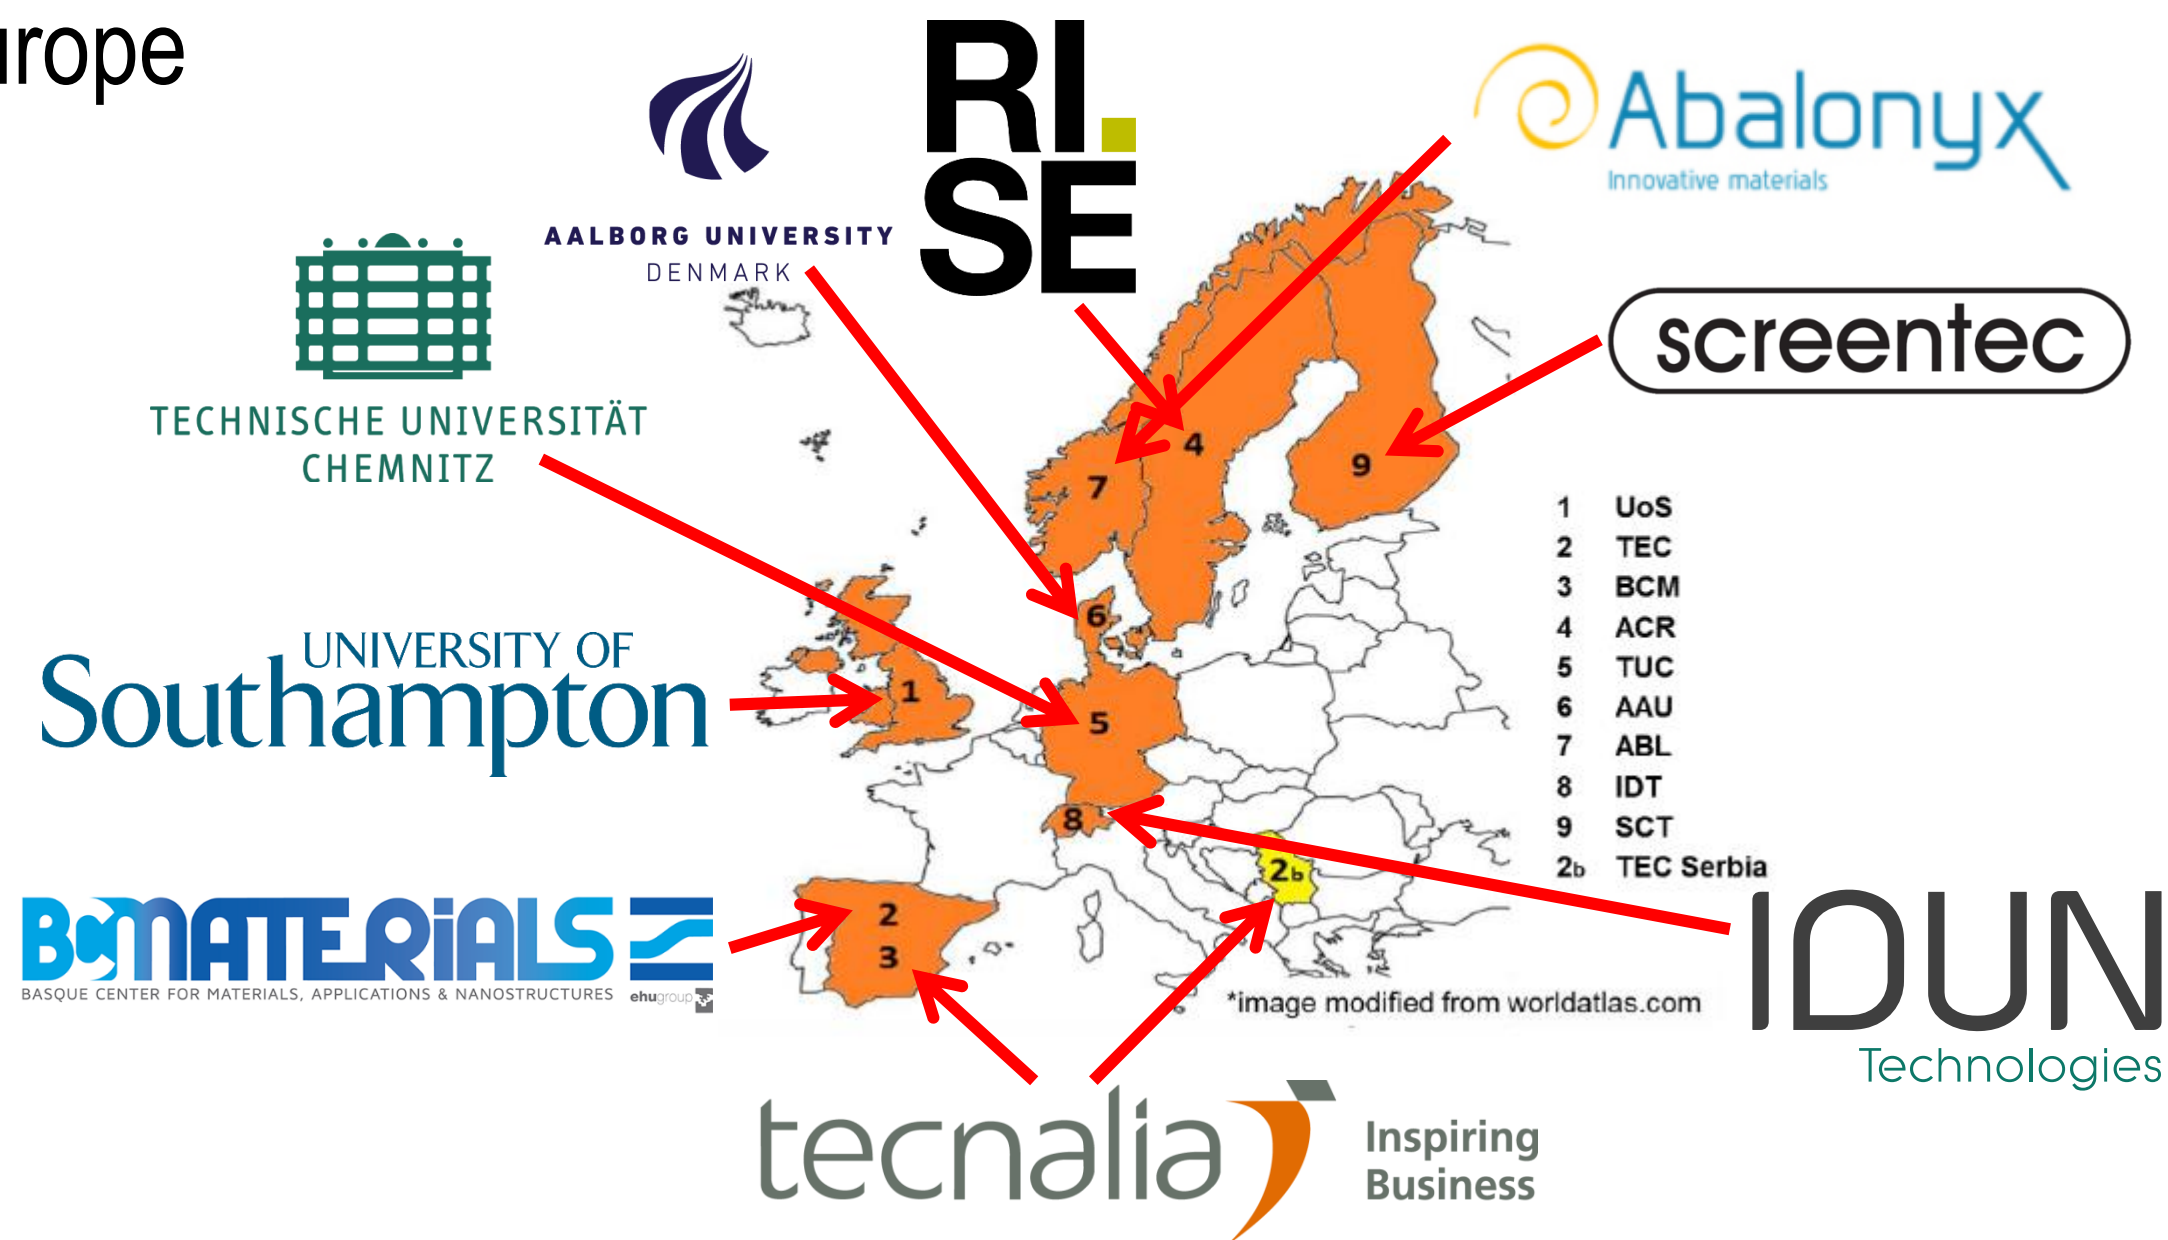 urope
AALBORG UNIVERSITY
DENMARK
RI.
SE
Abalonyx
Innovative materials
TECHNISCHE UNIVERSITÄT
CHEMNITZ
screentec
UNIVERSITY OF
Southampton
BCMATERIALS
BASQUE CENTER FOR MATERIALS, APPLICATIONS & NANOSTRUCTURES
ehugroup
4
7
9
6
1
5
8
2b
2
3
1 UoS
2 TEC
3 BCM
4 ACR
5 TUC
6 AAU
7 ABL
8 IDT
9 SCT
2b TEC Serbia
*image modified from worldatlas.com
IDUN
Technologies
tecnalia
Inspiring
Business